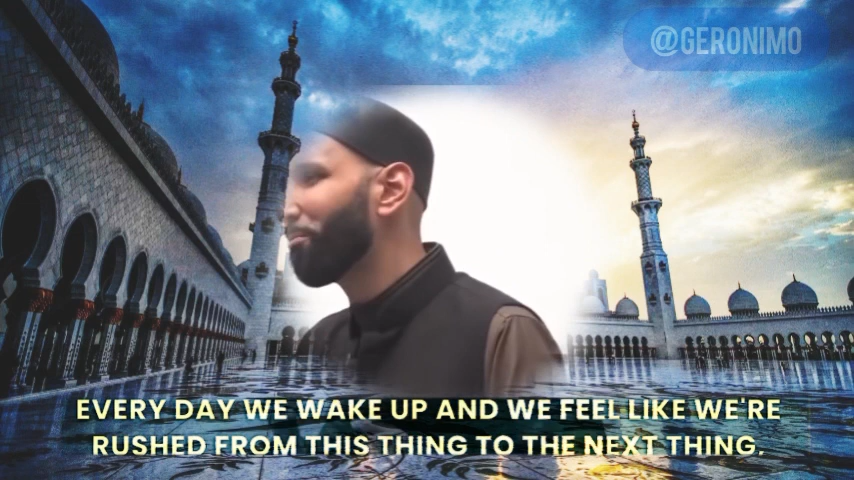 @GERONIMO
EVERY DAY WE WAKE UP AND WE FEEL LIKE WE'RE
RUSHED FROM THIS THING TO THE NEXT THING.